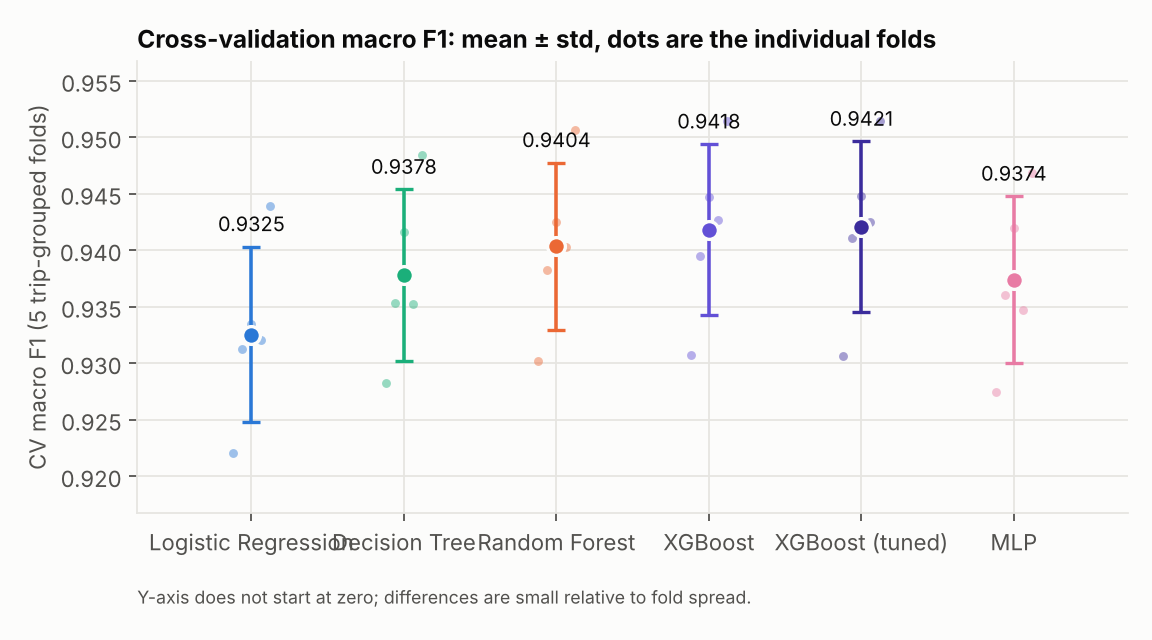 Cross-validation macro F1: mean ± std, dots are the individual folds
CV macro F1 (5 trip-grouped folds)
0.955
0.950
0.945
0.940
0.935
0.930
0.925
0.920
0.9325
0.9378
0.9404
0.9418
0.9421
0.9374
Logistic Regression
Decision Tree
Random Forest
XGBoost
XGBoost (tuned)
MLP
Y-axis does not start at zero; differences are small relative to fold spread.